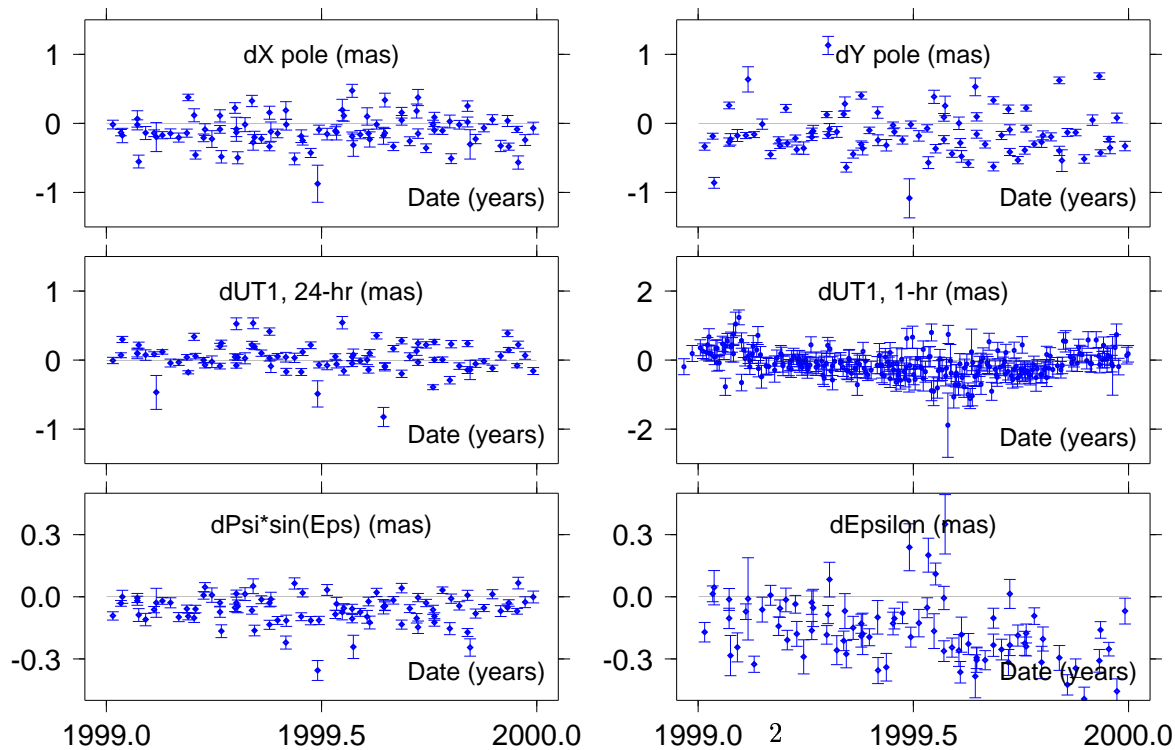 dX pole (mas)
1
0
-1
Date (years)
dY pole (mas)
1
0
-1
Date (years)
dUT1, 24-hr (mas)
1
0
-1
Date (years)
dUT1, 1-hr (mas)
2
0
-2
Date (years)
dPsi*sin(Eps) (mas)
0.3
0.0
-0.3
Date (years)
1999.0 1999.5 2000.0
dEpsilon (mas)
0.3
0.0
-0.3
Date (years)
1999.0 1999.5 2000.0
2